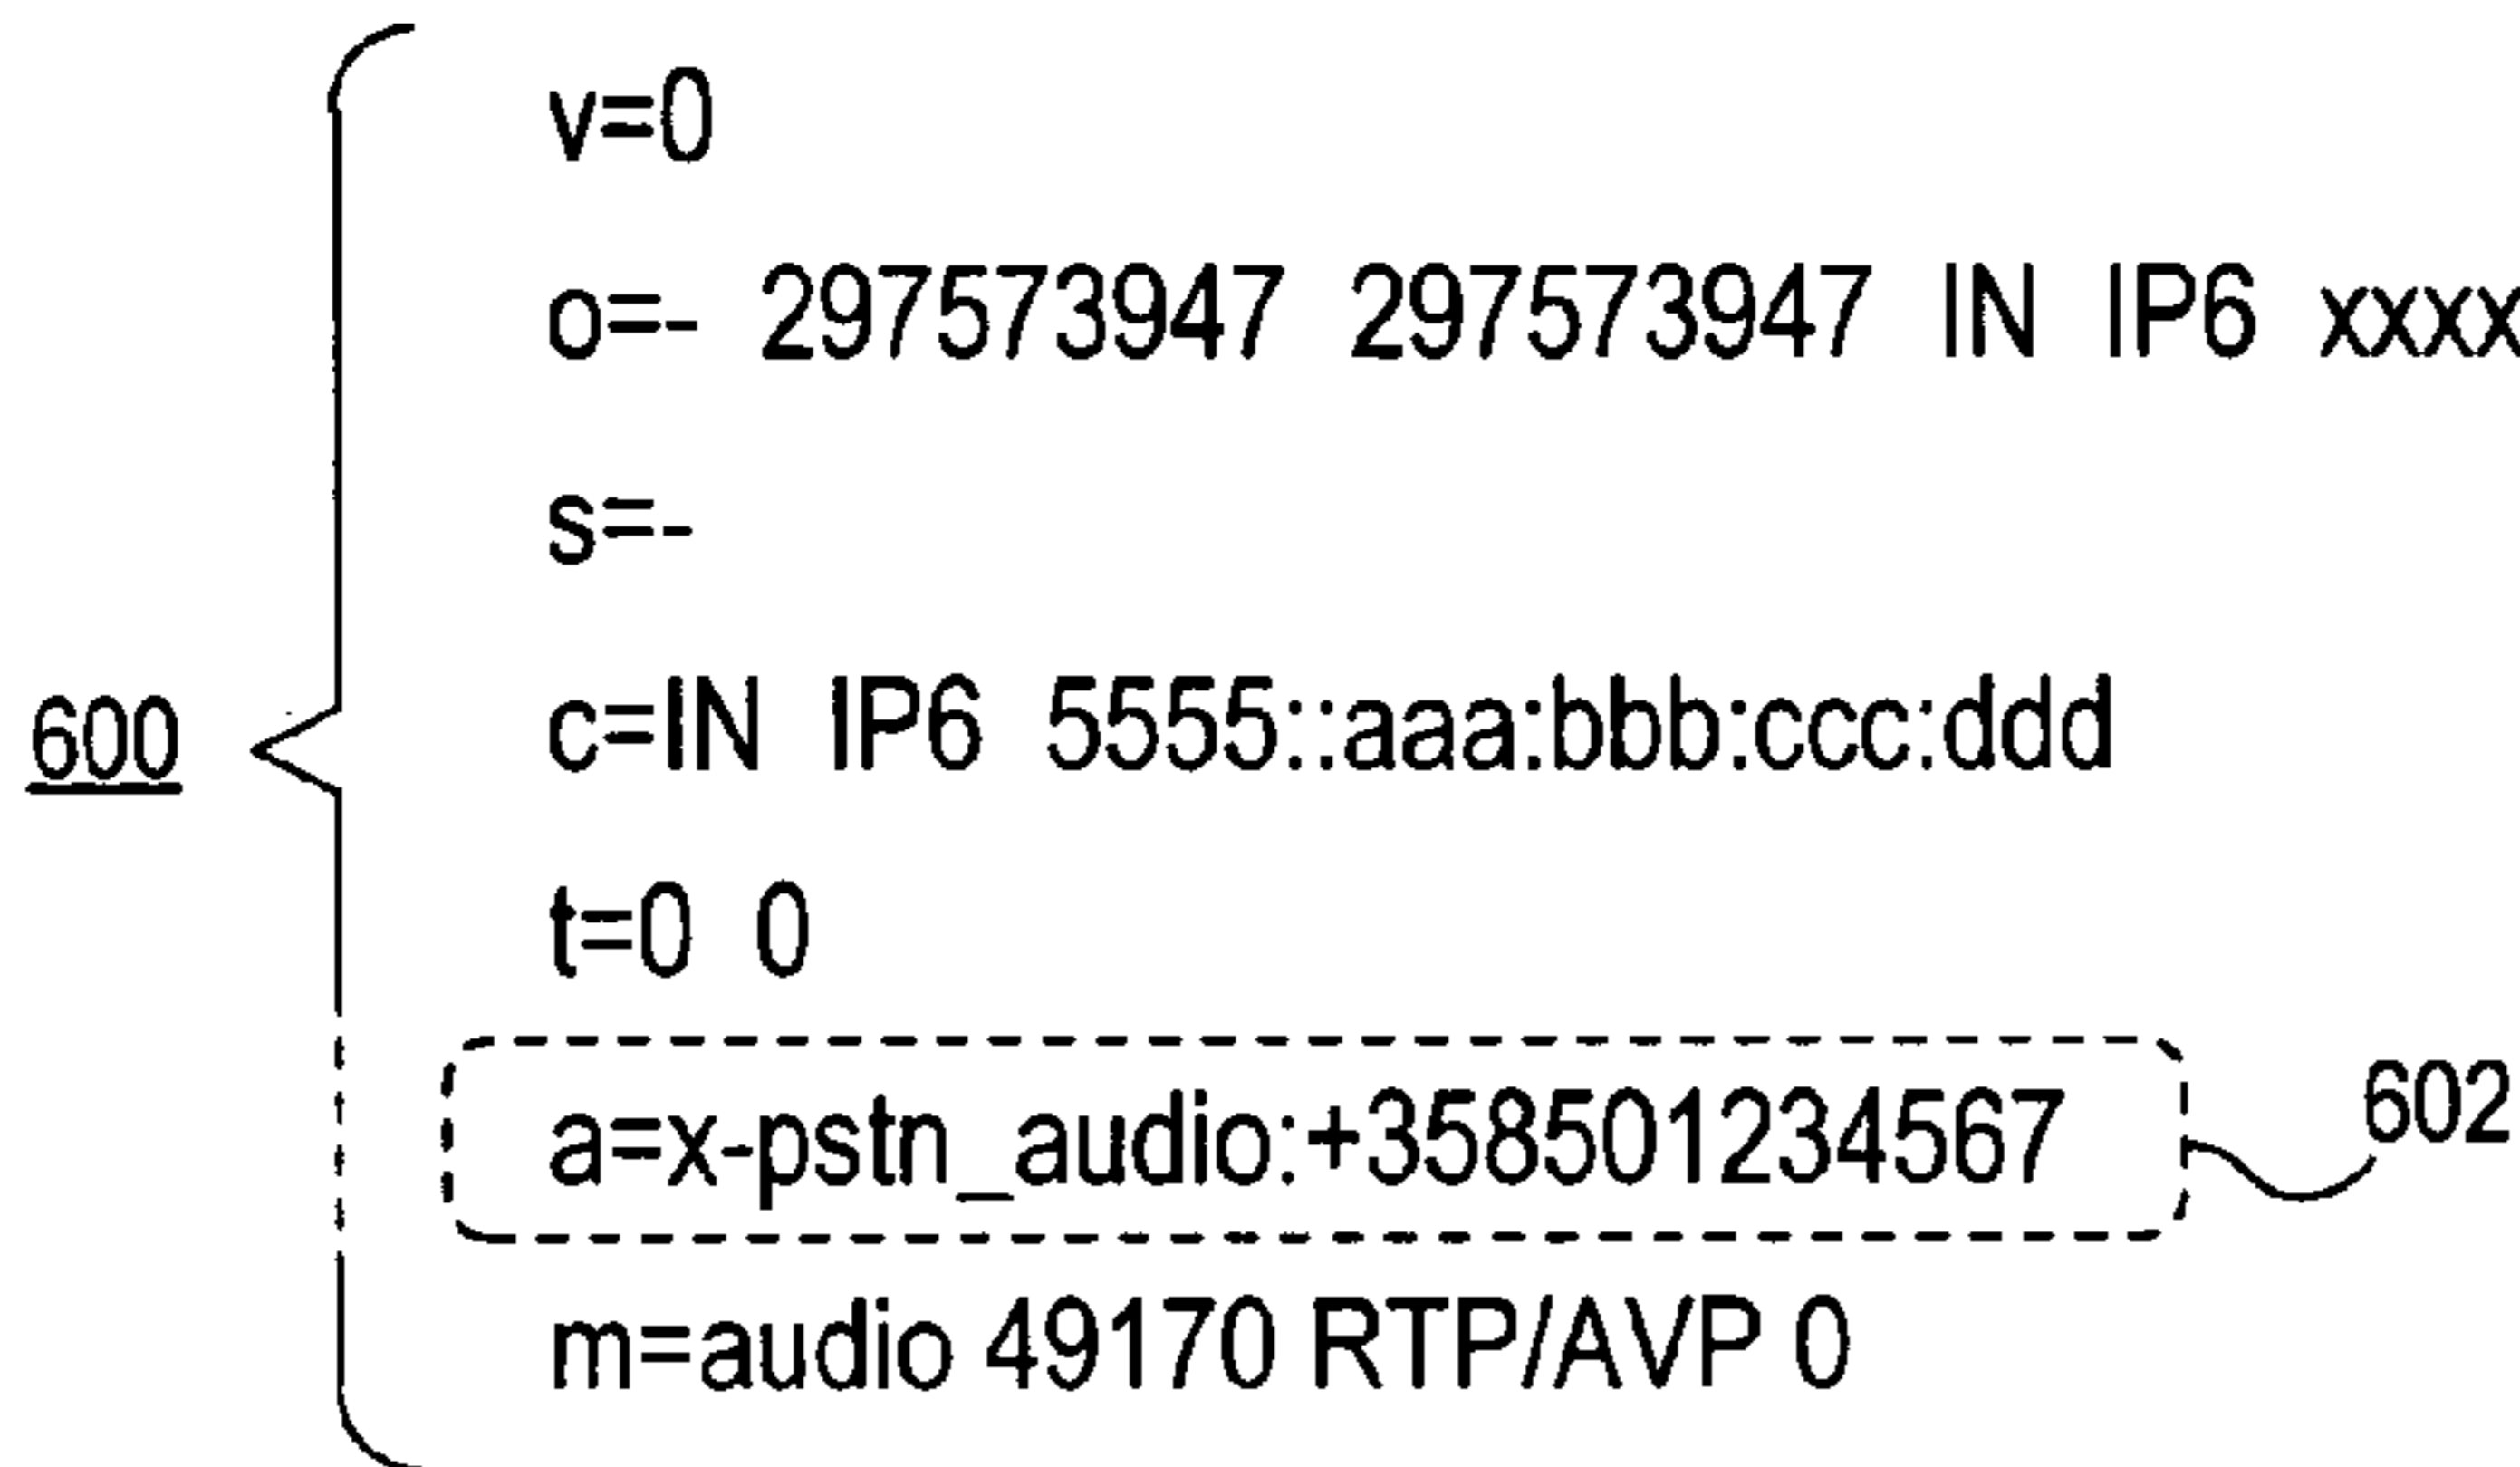 v=0
o=- 297573947 297573947 IN IP6 xxxx
s=-
600
c=IN IP6 5555::aaa:bbb:ccc:ddd
t=0 0
a=x-pstn_audio:+358501234567
602
m=audio 49170 RTP/AVP 0